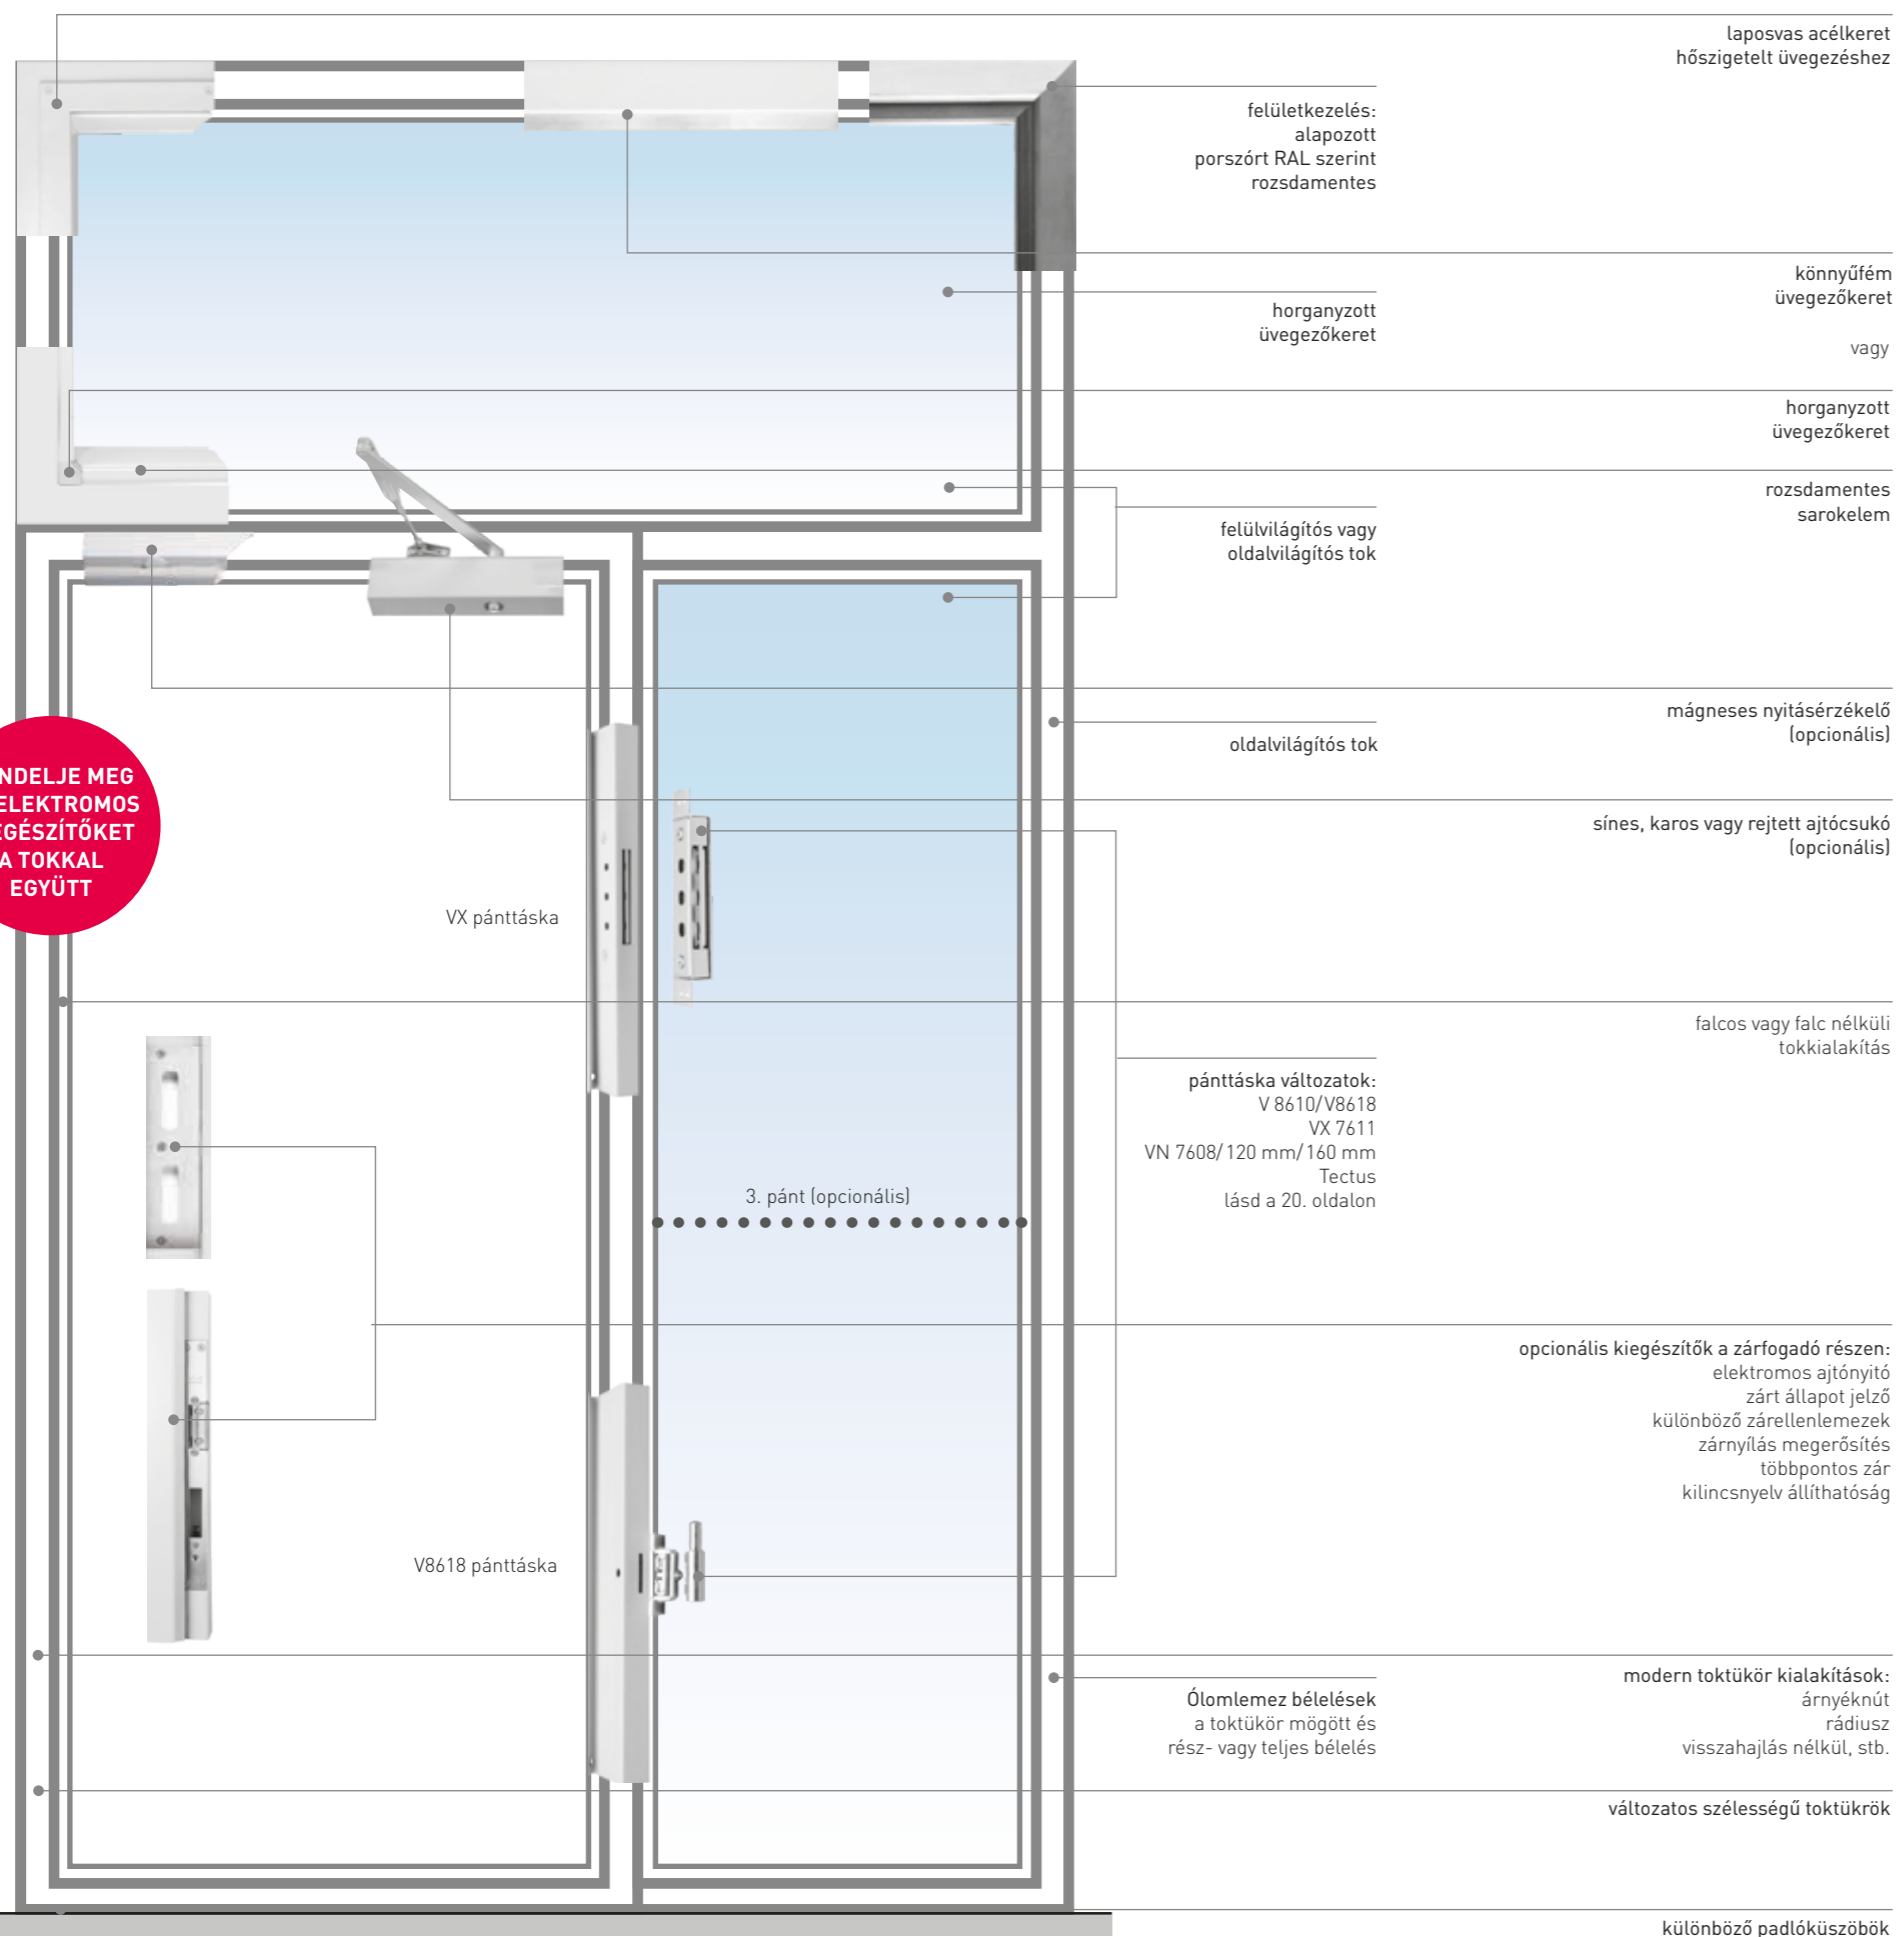 laposvas acélkeret
hőszigetelt üvegezéshez
felületkezelés:
alapozott
porszórt RAL szerint
rozsdamentes
könnyűfém
üvegezőkeret
vagy
horganyzott
üvegezőkeret
horganyzott
üvegezőkeret
rozsdamentes
sarokelem
felülvilágítós vagy
oldalvilágítós tok
mágneses nyitásérzékelő
(opcionális)
oldalvilágítós tok
NDELJE MEG
ELEKTROMOS
EGÉSZÍTŐKET
A TOKKAL
EGYÜTT
sínes, karos vagy rejtett ajtócsukó
(opcionális)
VX pánttáska
falcos vagy falc nélküli
tokkialakítás
pánttáska változatok:
V 8610/V8618
VX 7611
VN 7608/120 mm/160 mm
Tectus
lásd a 20. oldalon
3. pánt (opcionális)
opcionális kiegészítők a zárfogadó részen:
elektromos ajtónyitó
zárt állapot jelző
különböző zárellenlemezek
zárnyílás megerősítés
többpontos zár
kilincsnyelv állíthatóság
V8618 pánttáska
Ólomlemez bélelések
a toktükör mögött és
rész- vagy teljes bélelés
modern toktükör kialakítások:
árnyéknút
rádiusz
visszahajlás nélkül, stb.
változatos szélességű toktükrök
különböző padlóküszöbök